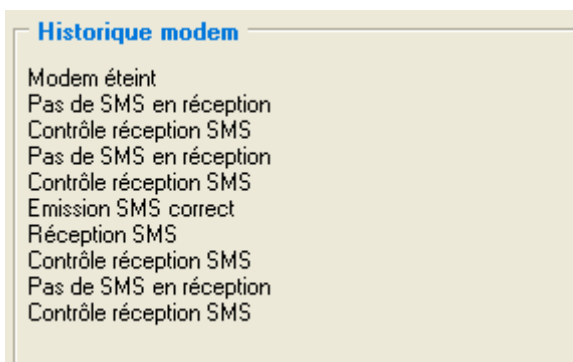 Historique modem
Modem éteint
Pas de SMS en réception
Contrôle réception SMS
Pas de SMS en réception
Contrôle réception SMS
Emission SMS correct
Réception SMS
Contrôle réception SMS
Pas de SMS en réception
Contrôle réception SMS